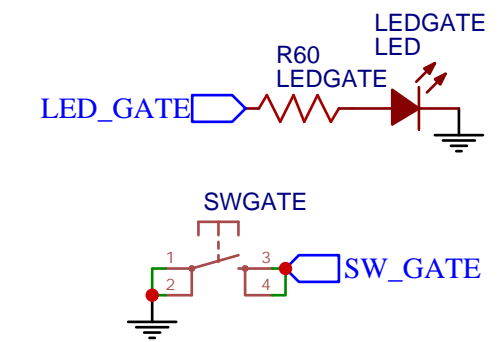 LEDGATE
LED
R60
LEDGATE
LED_GATE
SWGATE
1
3
2
4
SW_GATE